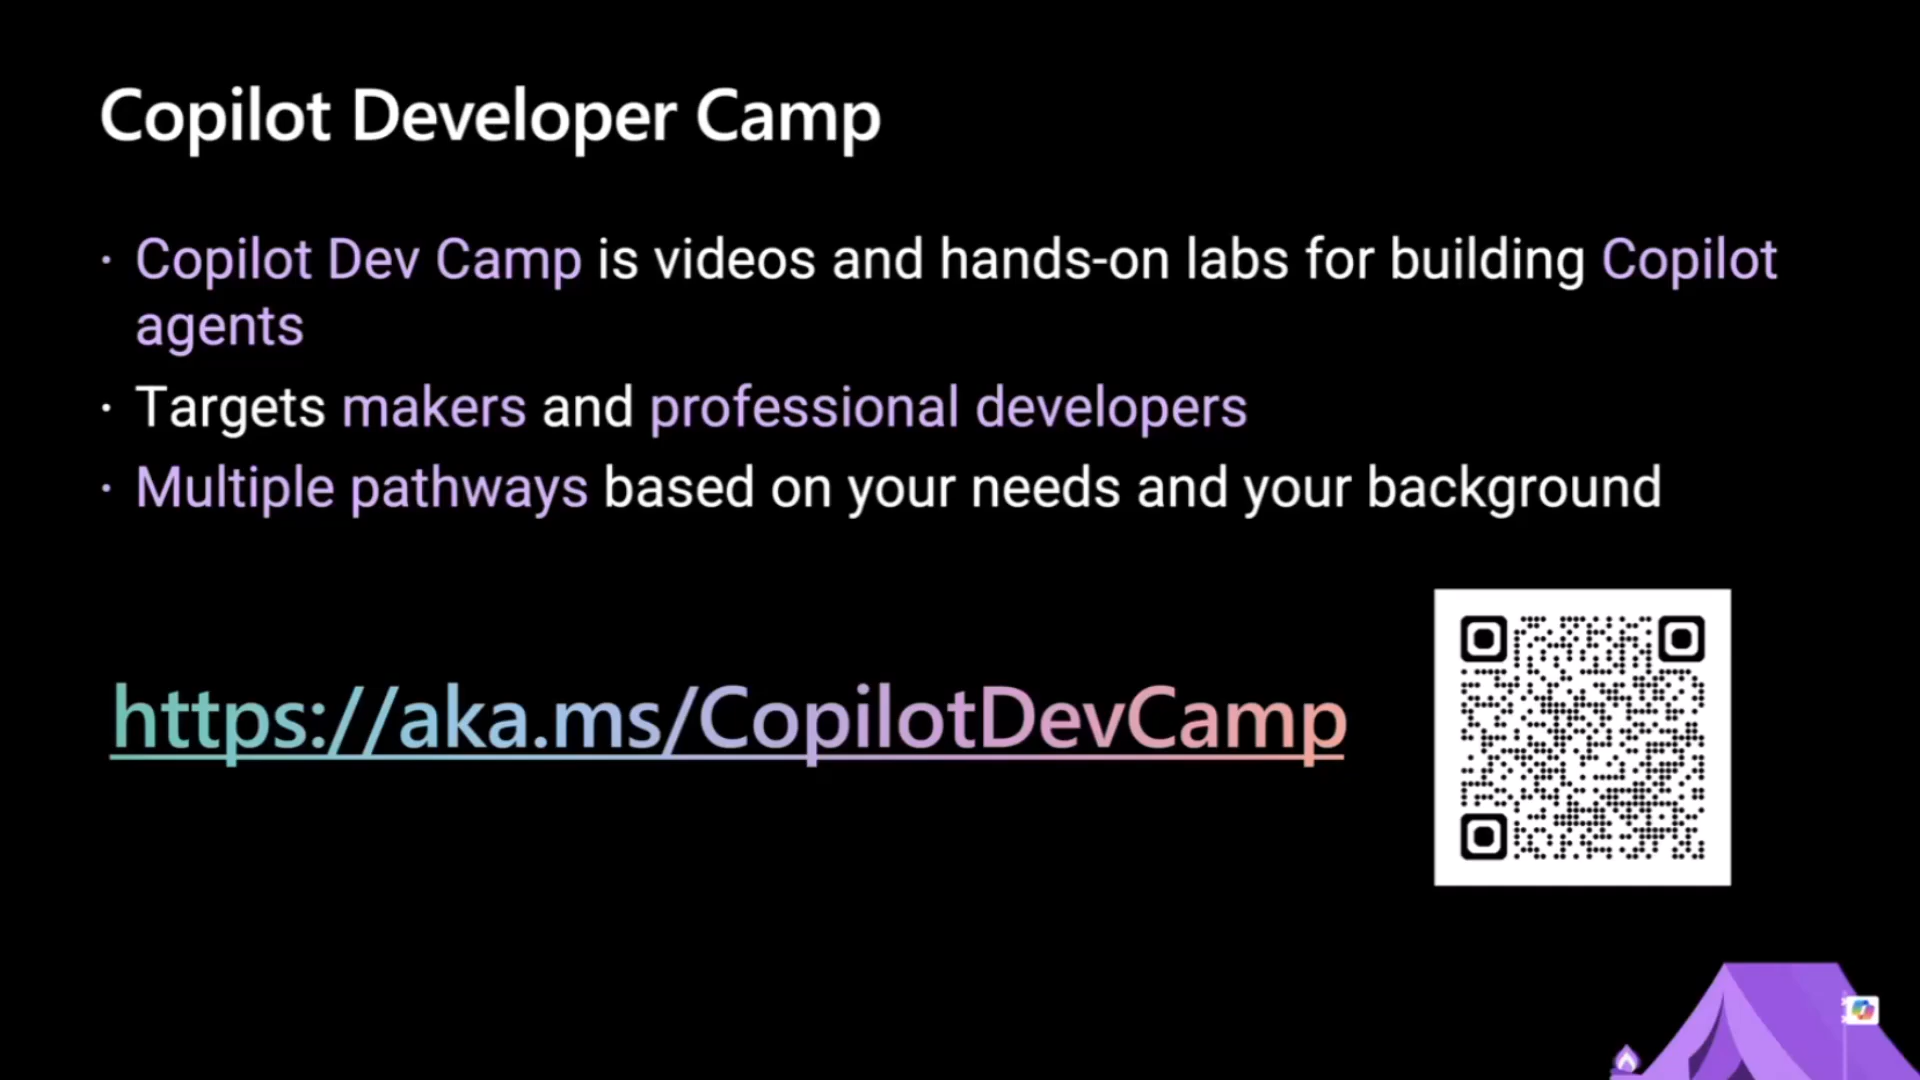 Copilot Developer Camp
· Copilot Dev Camp is videos and hands-on labs for building Copilot
agents
· Targets makers and professional developers
· Multiple pathways based on your needs and your background
https://aka.ms/CopilotDevCamp